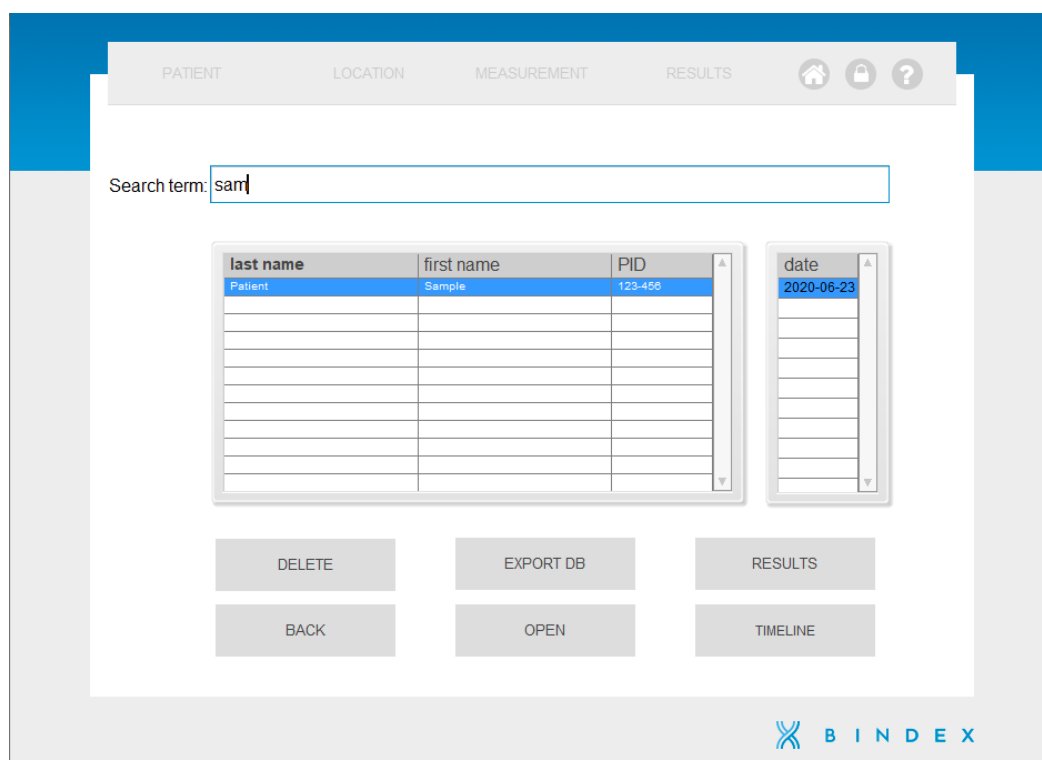 PATIENT LOCATION MEASUREMENT RESULTS ?
Search term: sam
last name first name PID date
Patient Sample 123-456 2020-06-23
DELETE EXPORT DB RESULTS
BACK OPEN TIMELINE
BINDEX